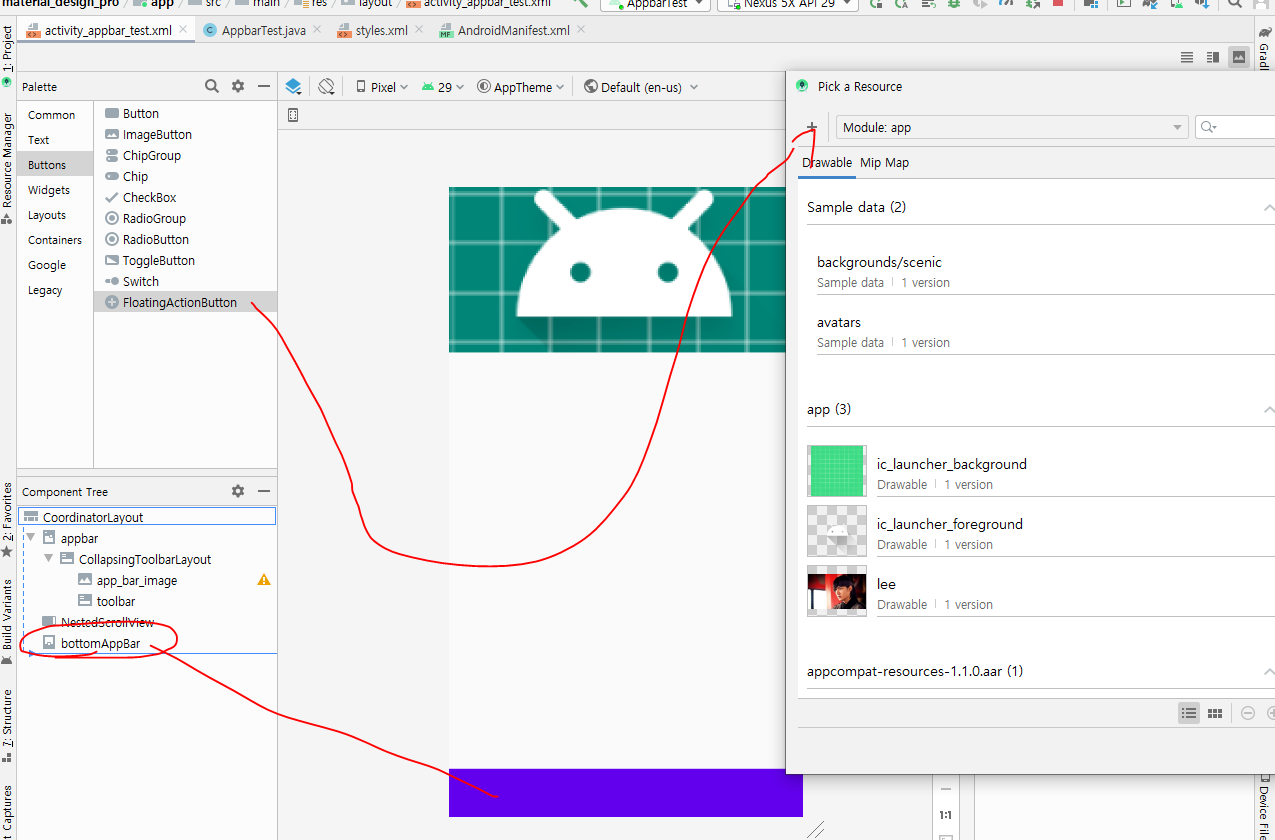 material_design_pro
app
src
main
res
layout
activity_appbar_test.xml
AppbarTest
Nexus 5X API 29
activity_appbar_test.xml
AppbarTest.java
styles.xml
AndroidManifest.xml
1: Project
Resource Manager
2: Favorites
Build Variants
7: Structure
t Captures
Palette
Common
Text
Buttons
Widgets
Layouts
Containers
Google
Legacy
Button
ImageButton
ChipGroup
Chip
CheckBox
RadioGroup
RadioButton
ToggleButton
Switch
FloatingActionButton
Pixel
29
AppTheme
Default (en-us)
Component Tree
CoordinatorLayout
appbar
CollapsingToolbarLayout
app_bar_image
toolbar
NestedScrollView
bottomAppBar
Pick a Resource
Module: app
Drawable Mip Map
Sample data (2)
backgrounds/scenic
Sample data | 1 version
avatars
Sample data | 1 version
app (3)
ic_launcher_background
Drawable | 1 version
ic_launcher_foreground
Drawable | 1 version
lee
Drawable | 1 version
appcompat-resources-1.1.0.aar (1)
1:1
Gradl
Device File